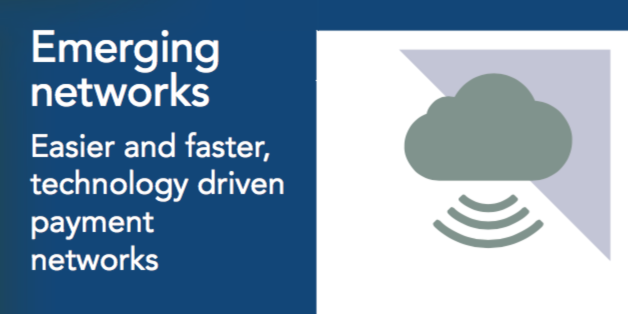 Emerging
networks
Easier and faster,
technology driven
payment
networks